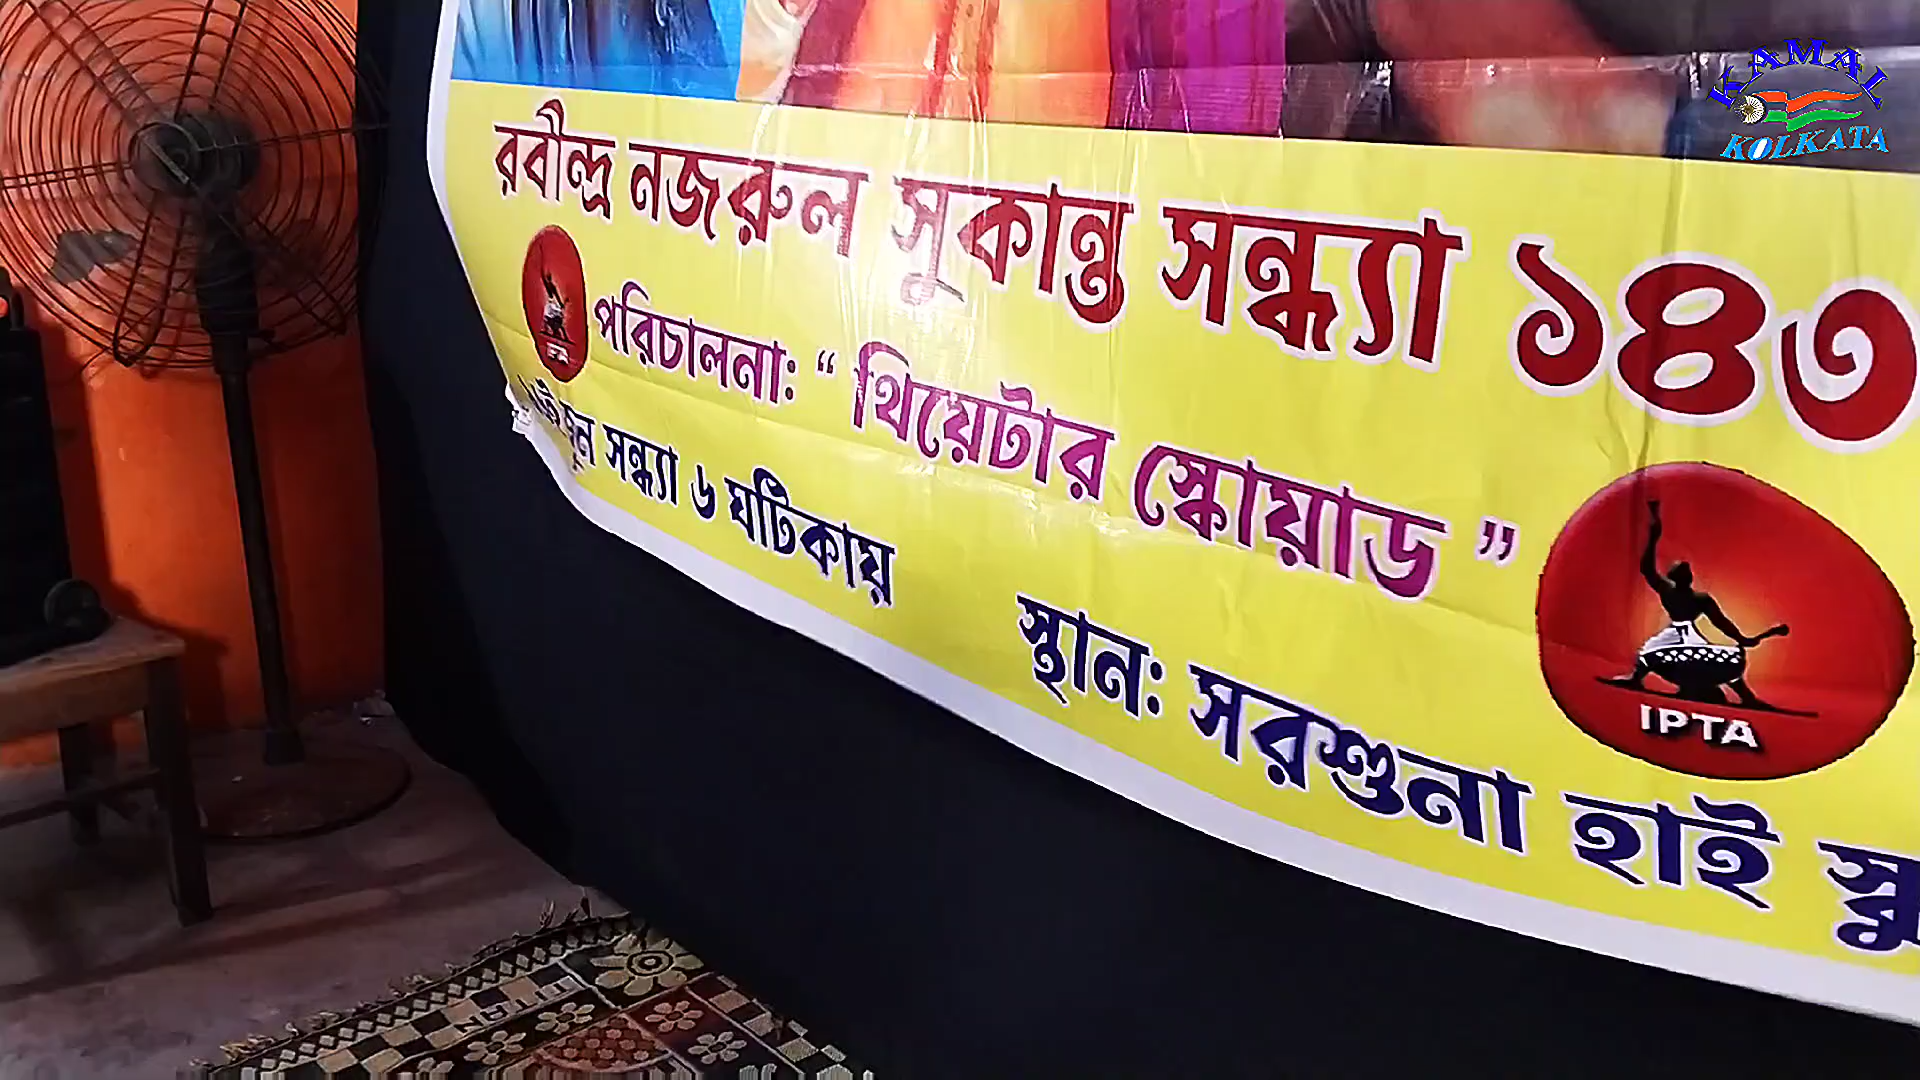 KAMAL
KOLKATA
রবীন্দ্র নজরুল সুকান্ত সন্ধ্যা ১৪৩
পরিচালনা: “ থিয়েটার স্কোয়াড ”
জুন সন্ধ্যা ৬ ঘটিকায়
স্থান: সরশুনা হাই স্কু
IPTA